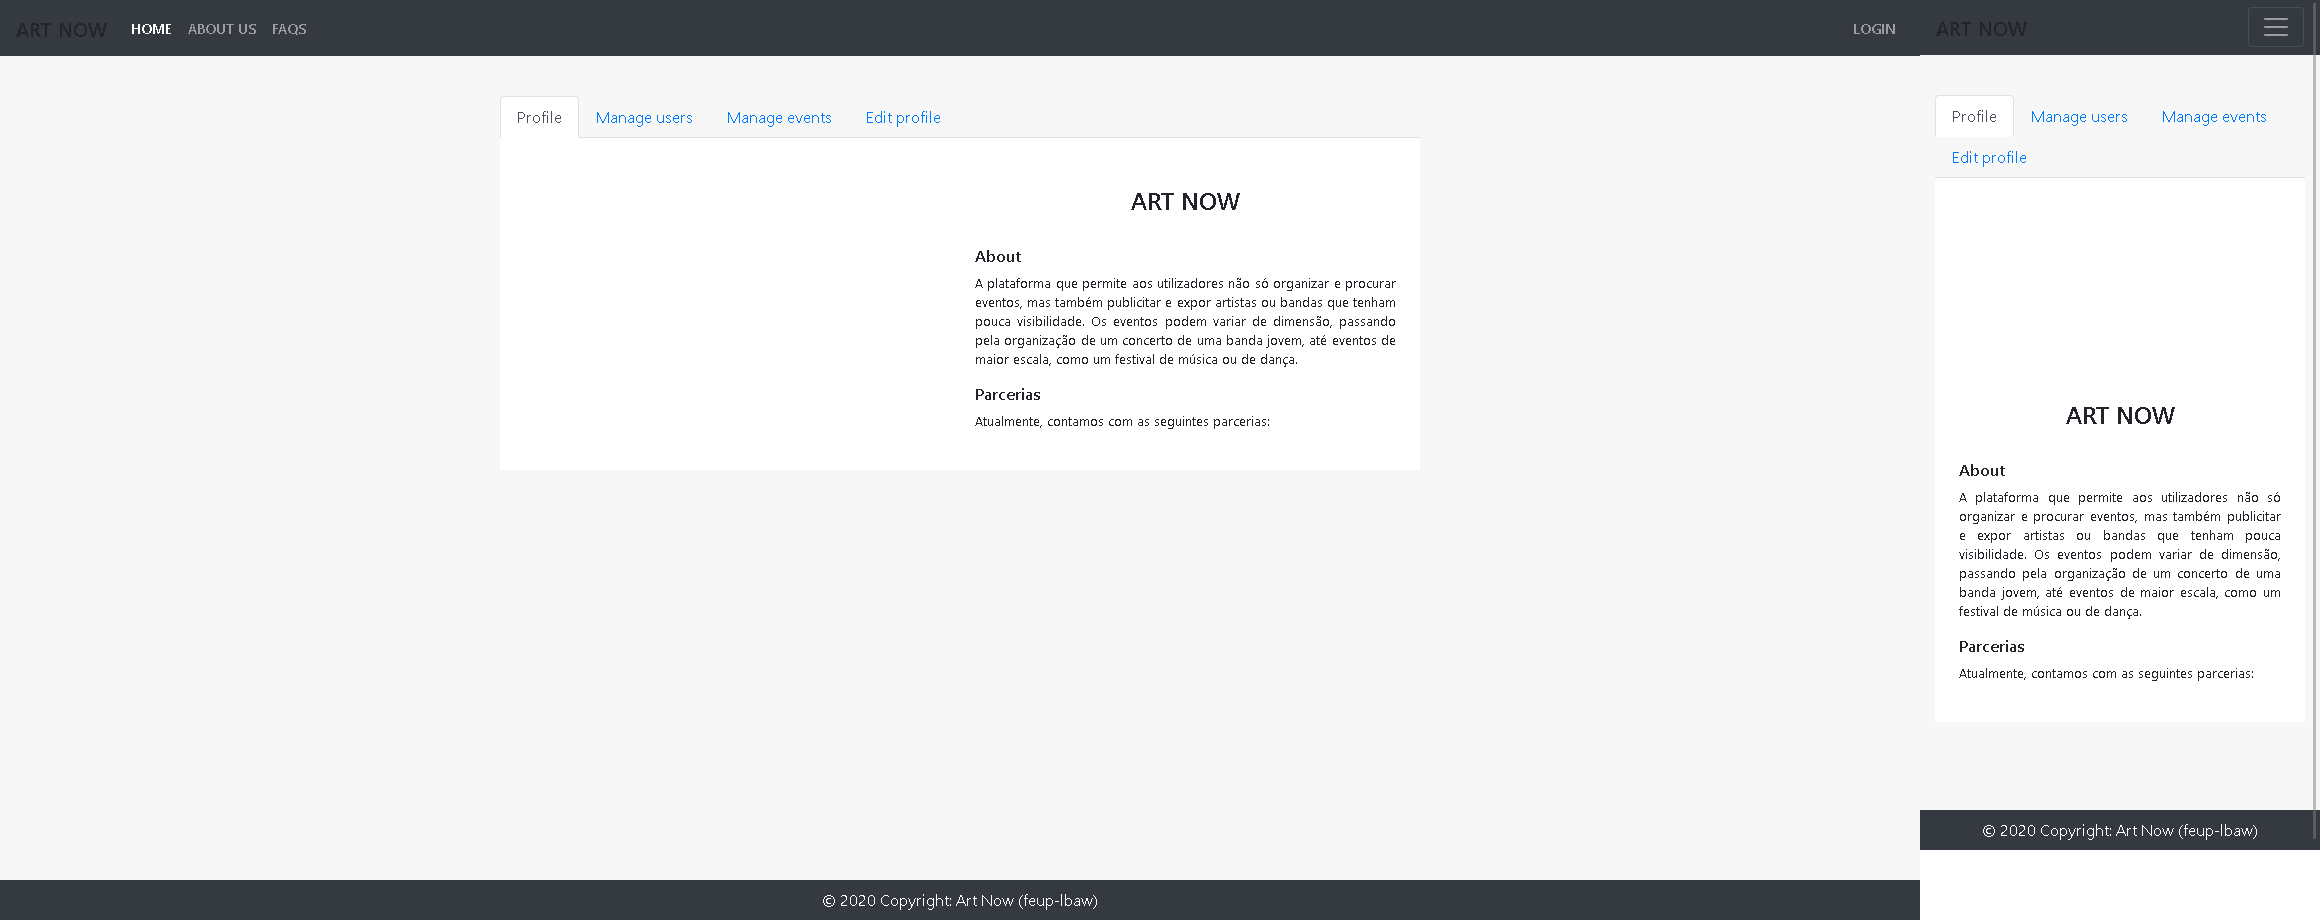 ART NOW HOME ABOUT US FAQS LOGIN
Profile Manage users Manage events Edit profile
ART NOW
About
A plataforma que permite aos utilizadores não só organizar e procurar
eventos, mas também publicitar e expor artistas ou bandas que tenham
pouca visibilidade. Os eventos podem variar de dimensão, passando
pela organização de um concerto de uma banda jovem, até eventos de
maior escala, como um festival de música ou de dança.
Parcerias
Atualmente, contamos com as seguintes parcerias:
© 2020 Copyright: Art Now (feup-lbaw)
ART NOW
Profile Manage users Manage events
Edit profile
ART NOW
About
A plataforma que permite aos utilizadores não só
organizar e procurar eventos, mas também publicitar
e expor artistas ou bandas que tenham pouca
visibilidade. Os eventos podem variar de dimensão,
passando pela organização de um concerto de uma
banda jovem, até eventos de maior escala, como um
festival de música ou de dança.
Parcerias
Atualmente, contamos com as seguintes parcerias:
© 2020 Copyright: Art Now (feup-lbaw)